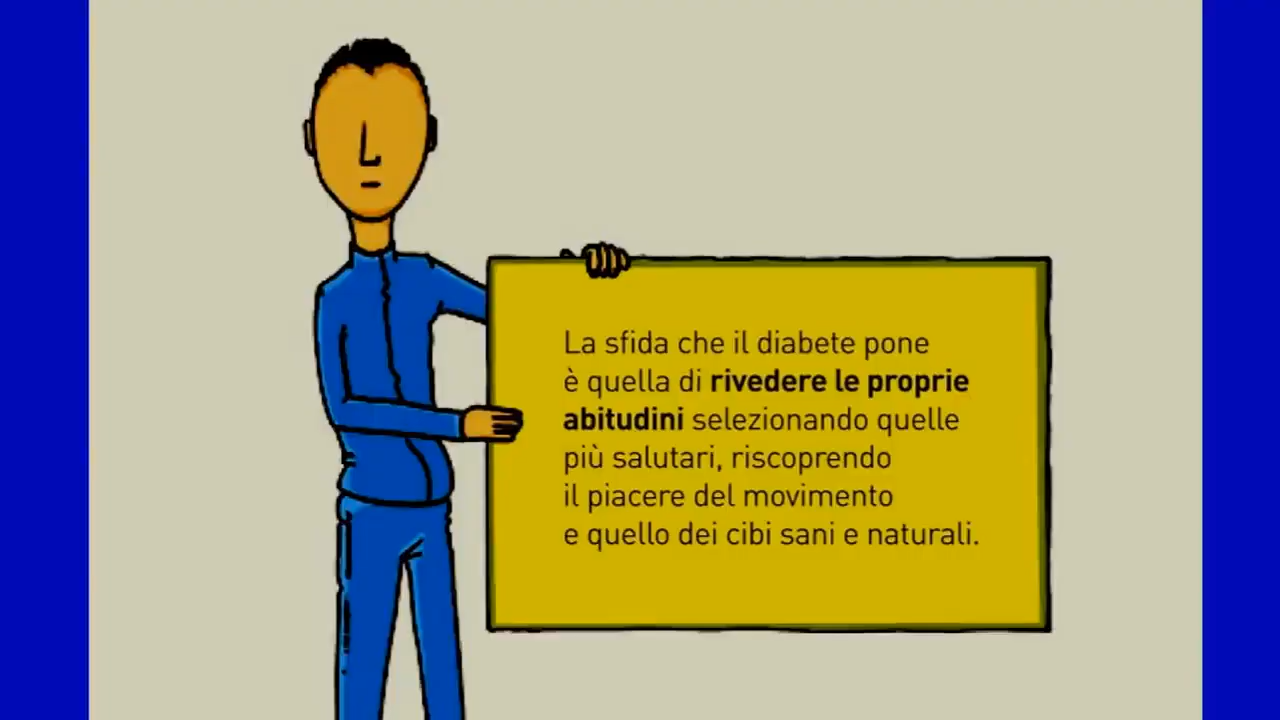 La sfida che il diabete pone
è quella di rivedere le proprie
abitudini selezionando quelle
più salutari, riscoprendo
il piacere del movimento
e quello dei cibi sani e naturali.